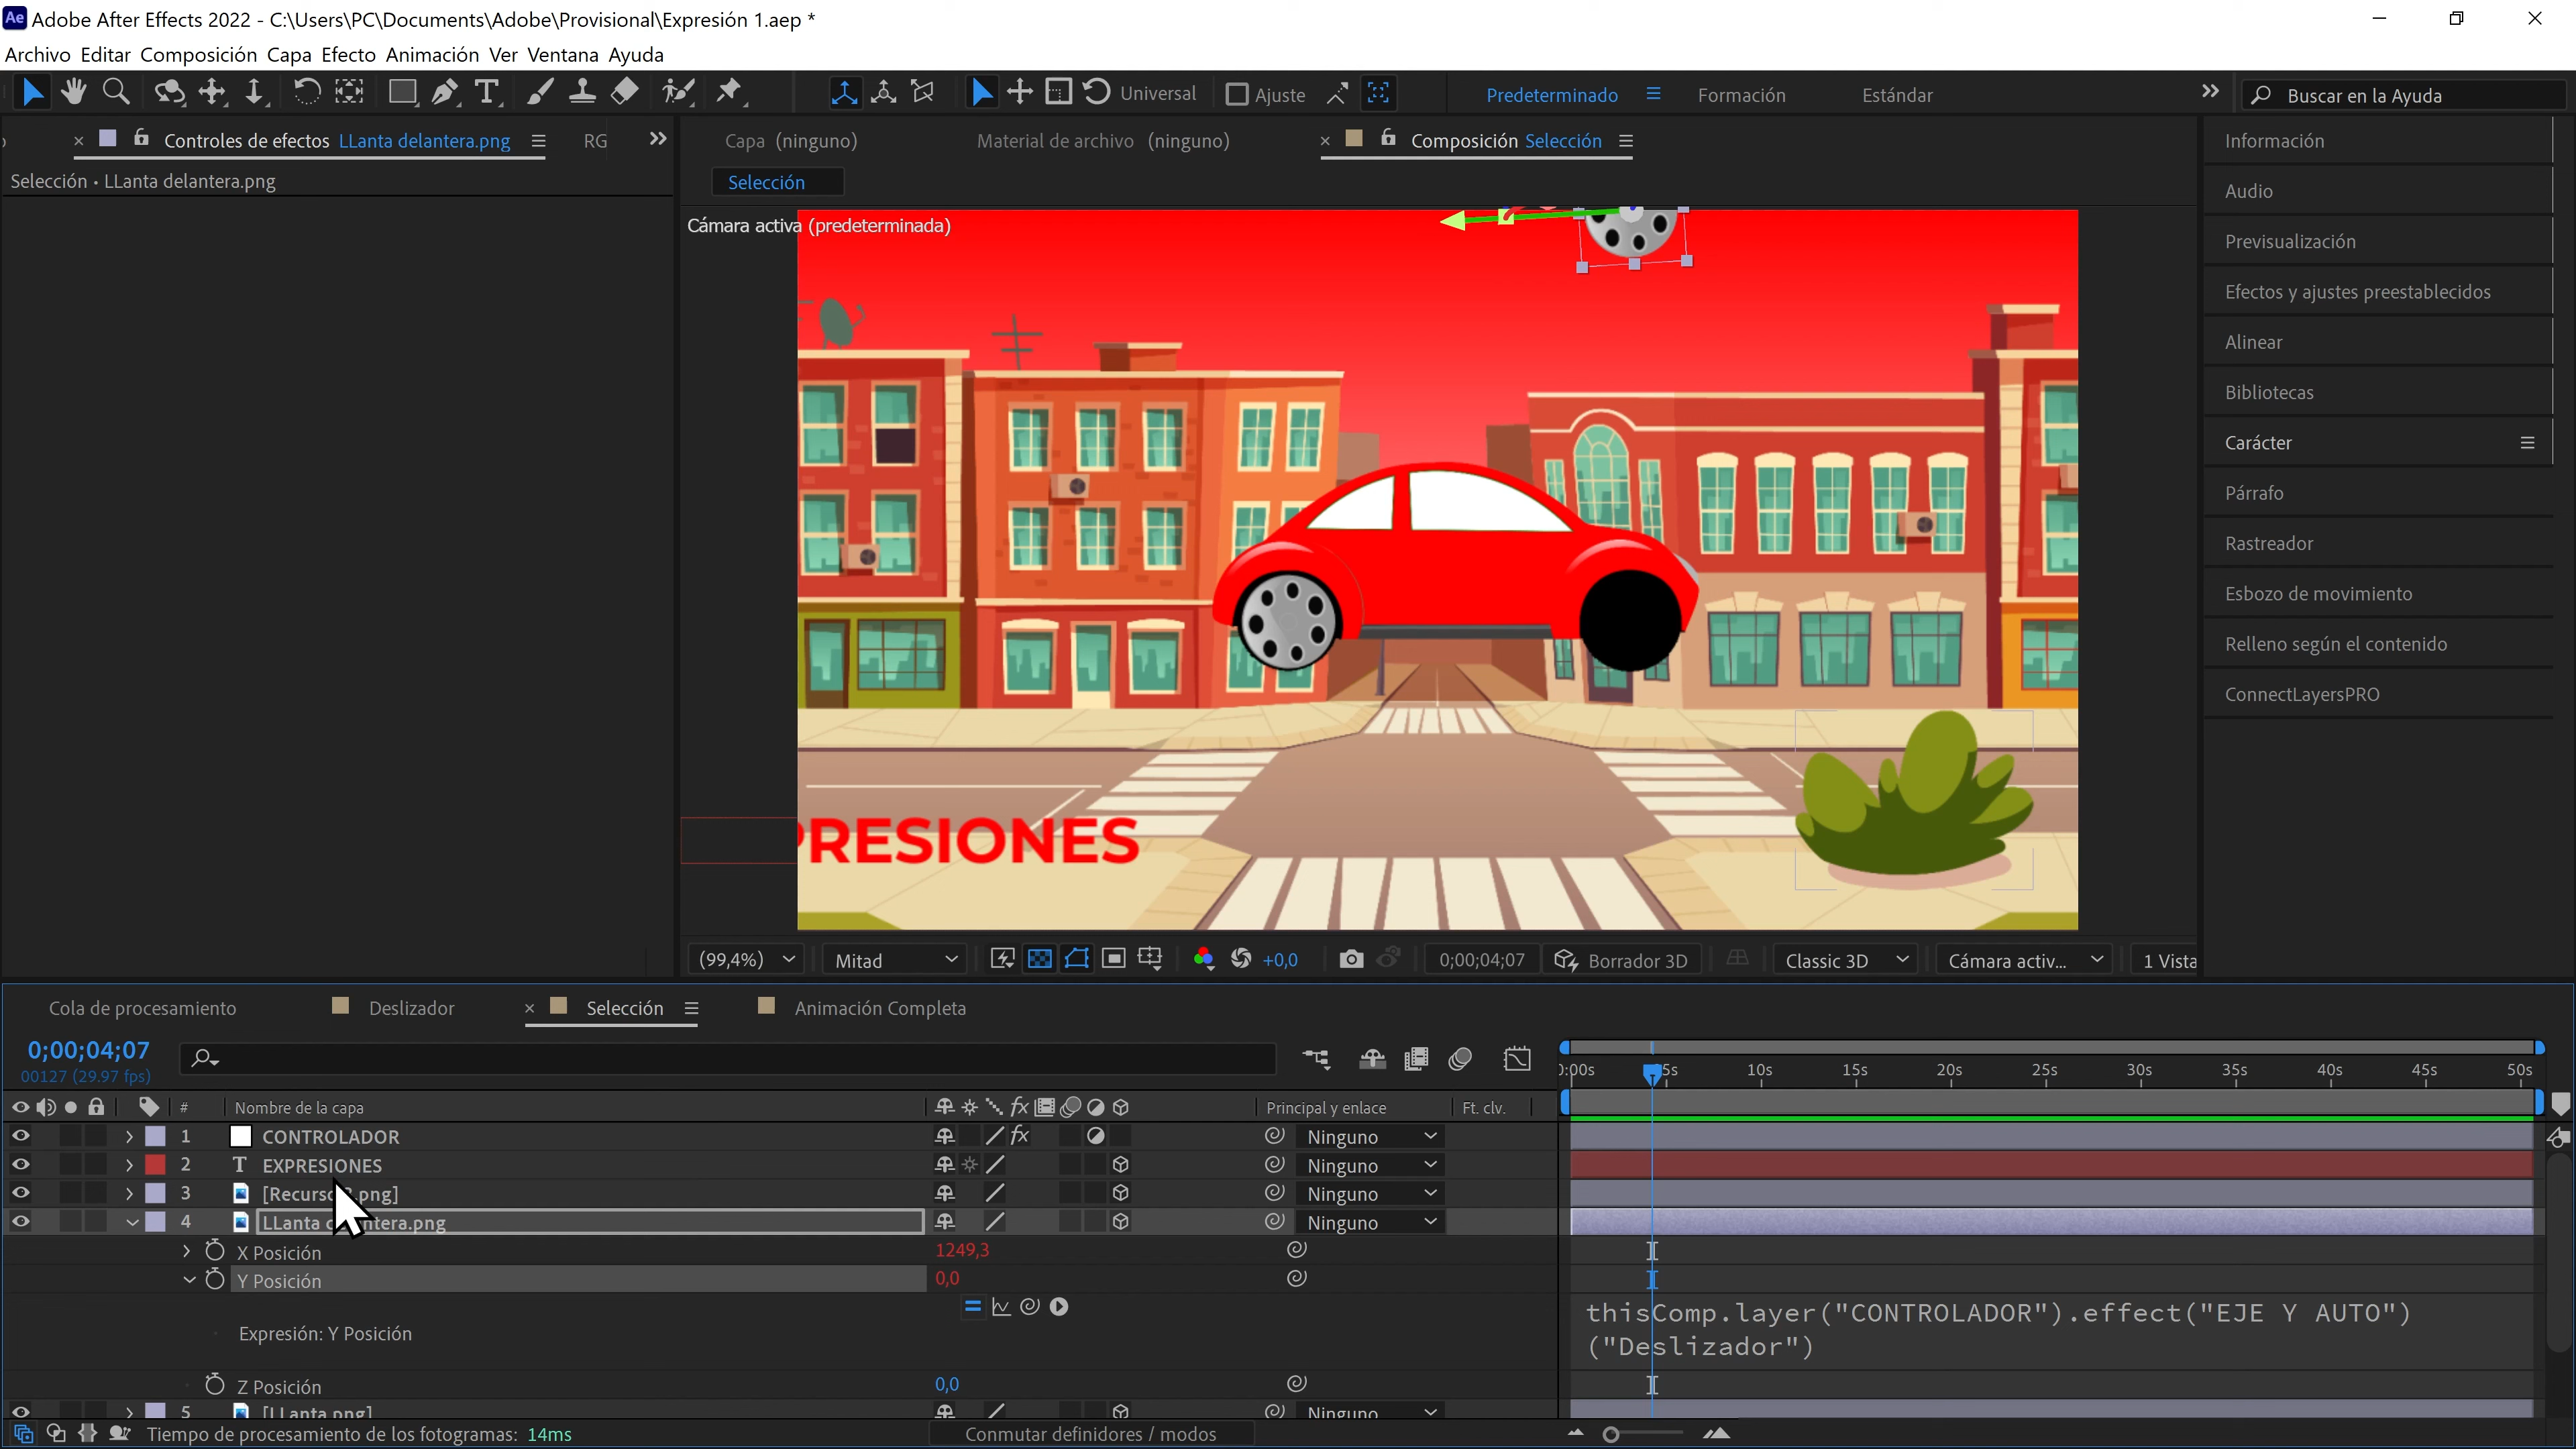 Adobe After Effects 2022 - C:\Users\PC\Documents\Adobe\Provisional\Expresión 1.aep *
Archivo Editar Composición Capa Efecto Animación Ver Ventana Ayuda
Universal
Ajuste
Predeterminado
Formación
Estándar
Buscar en la Ayuda
Controles de efectos LLanta delantera.png
RG
Capa (ninguno)
Material de archivo (ninguno)
Composición Selección
Selección • LLanta delantera.png
Selección
Cámara activa (predeterminada)
PRESIONES
Información
Audio
Previsualización
Efectos y ajustes preestablecidos
Alinear
Bibliotecas
Carácter
Párrafo
Rastreador
Esbozo de movimiento
Relleno según el contenido
ConnectLayersPRO
(99,4%)
Mitad
+0,0
0;00;04;07
Borrador 3D
Classic 3D
Cámara activ...
1 Vista
Cola de procesamiento
Deslizador
Selección
Animación Completa
0;00;04;07
00127 (29.97 fps)
0:00s 5s 10s 15s 20s 25s 30s 35s 40s 45s 50s
# Nombre de la capa
Principal y enlace
Ft. clv.
1 CONTROLADOR Ninguno
2 T EXPRESIONES Ninguno
3 Ninguno
4 LLanta Ninguno
X Posición 1249,3
Y Posición 0,0
Expresión: Y Posición
thisComp.layer("CONTROLADOR").effect("EJE Y AUTO")
("Deslizador")
Z Posición 0,0
5 [LLanta.png] Ninguno
Tiempo de procesamiento de los fotogramas: 14ms
Conmutar definidores / modos